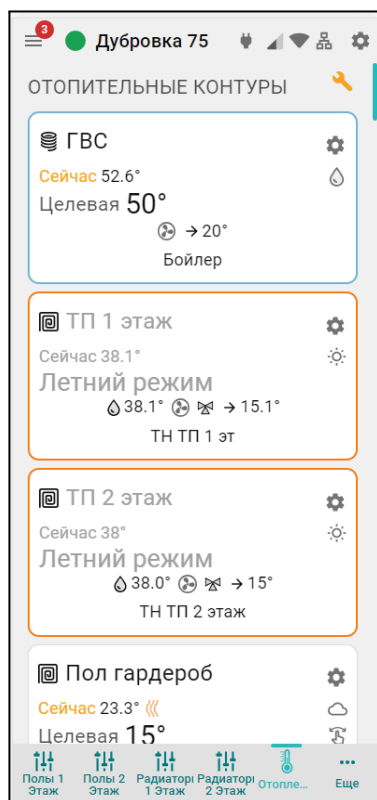 3
Дубровка 75
ОТОПИТЕЛЬНЫЕ КОНТУРЫ
ГВС
Сейчас 52.6°
Целевая 50°
→ 20°
Бойлер
ТП 1 этаж
Сейчас 38.1°
Летний режим
38.1° → 15.1°
ТН ТП 1 эт
ТП 2 этаж
Сейчас 38°
Летний режим
38.0° → 15°
ТН ТП 2 этаж
Пол гардероб
Сейчас 23.3°
Целевая 15°
Полы 1 Полы 2 Радиаторы Радиаторы Отопле... Еще
Этаж Этаж 1 Этаж 2 Этаж